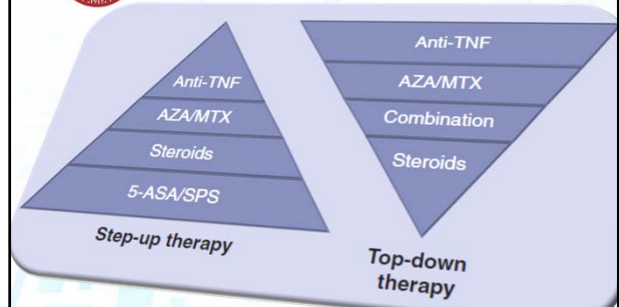 Anti-TNF
AZA/MTX
Steroids
5-ASA/SPS
Step-up therapy
Anti-TNF
AZA/MTX
Combination
Steroids
Top-down
therapy